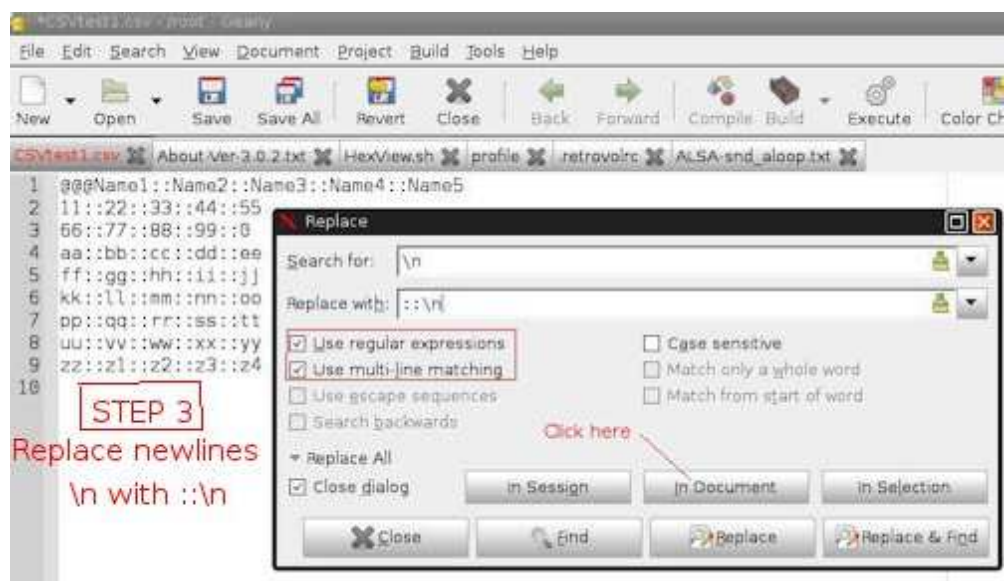 *CSVtest1.csv - /root - Geany
File Edit Search View Document Project Build Tools Help
New Open Save Save All Revert Close Back Forward Compile Build Execute Color Ch
CSVtest1.csv About-Ver-3.0.2.txt HexView.sh profile retrovolrc ALSA-snd_aloop.txt
1 @@@Name1::Name2::Name3::Name4::Name5
2 11::22::33::44::55
3 66::77::88::99::0
4 aa::bb::cc::dd::ee
5 ff::gg::hh::ii::jj
6 kk::ll::mm::nn::oo
7 pp::qq::rr::ss::tt
8 uu::vv::ww::xx::yy
9 zz::z1::z2::z3::z4
10
STEP 3
Replace newlines
\n with ::\n
Replace
Search for: \n
Replace with: ::\n
Use regular expressions
Case sensitive
Use multi-line matching
Match only a whole word
Use escape sequences
Match from start of word
Search backwards
Click here
Replace All
Close dialog
In Session
In Document
In Selection
Close
Find
Replace
Replace & Find